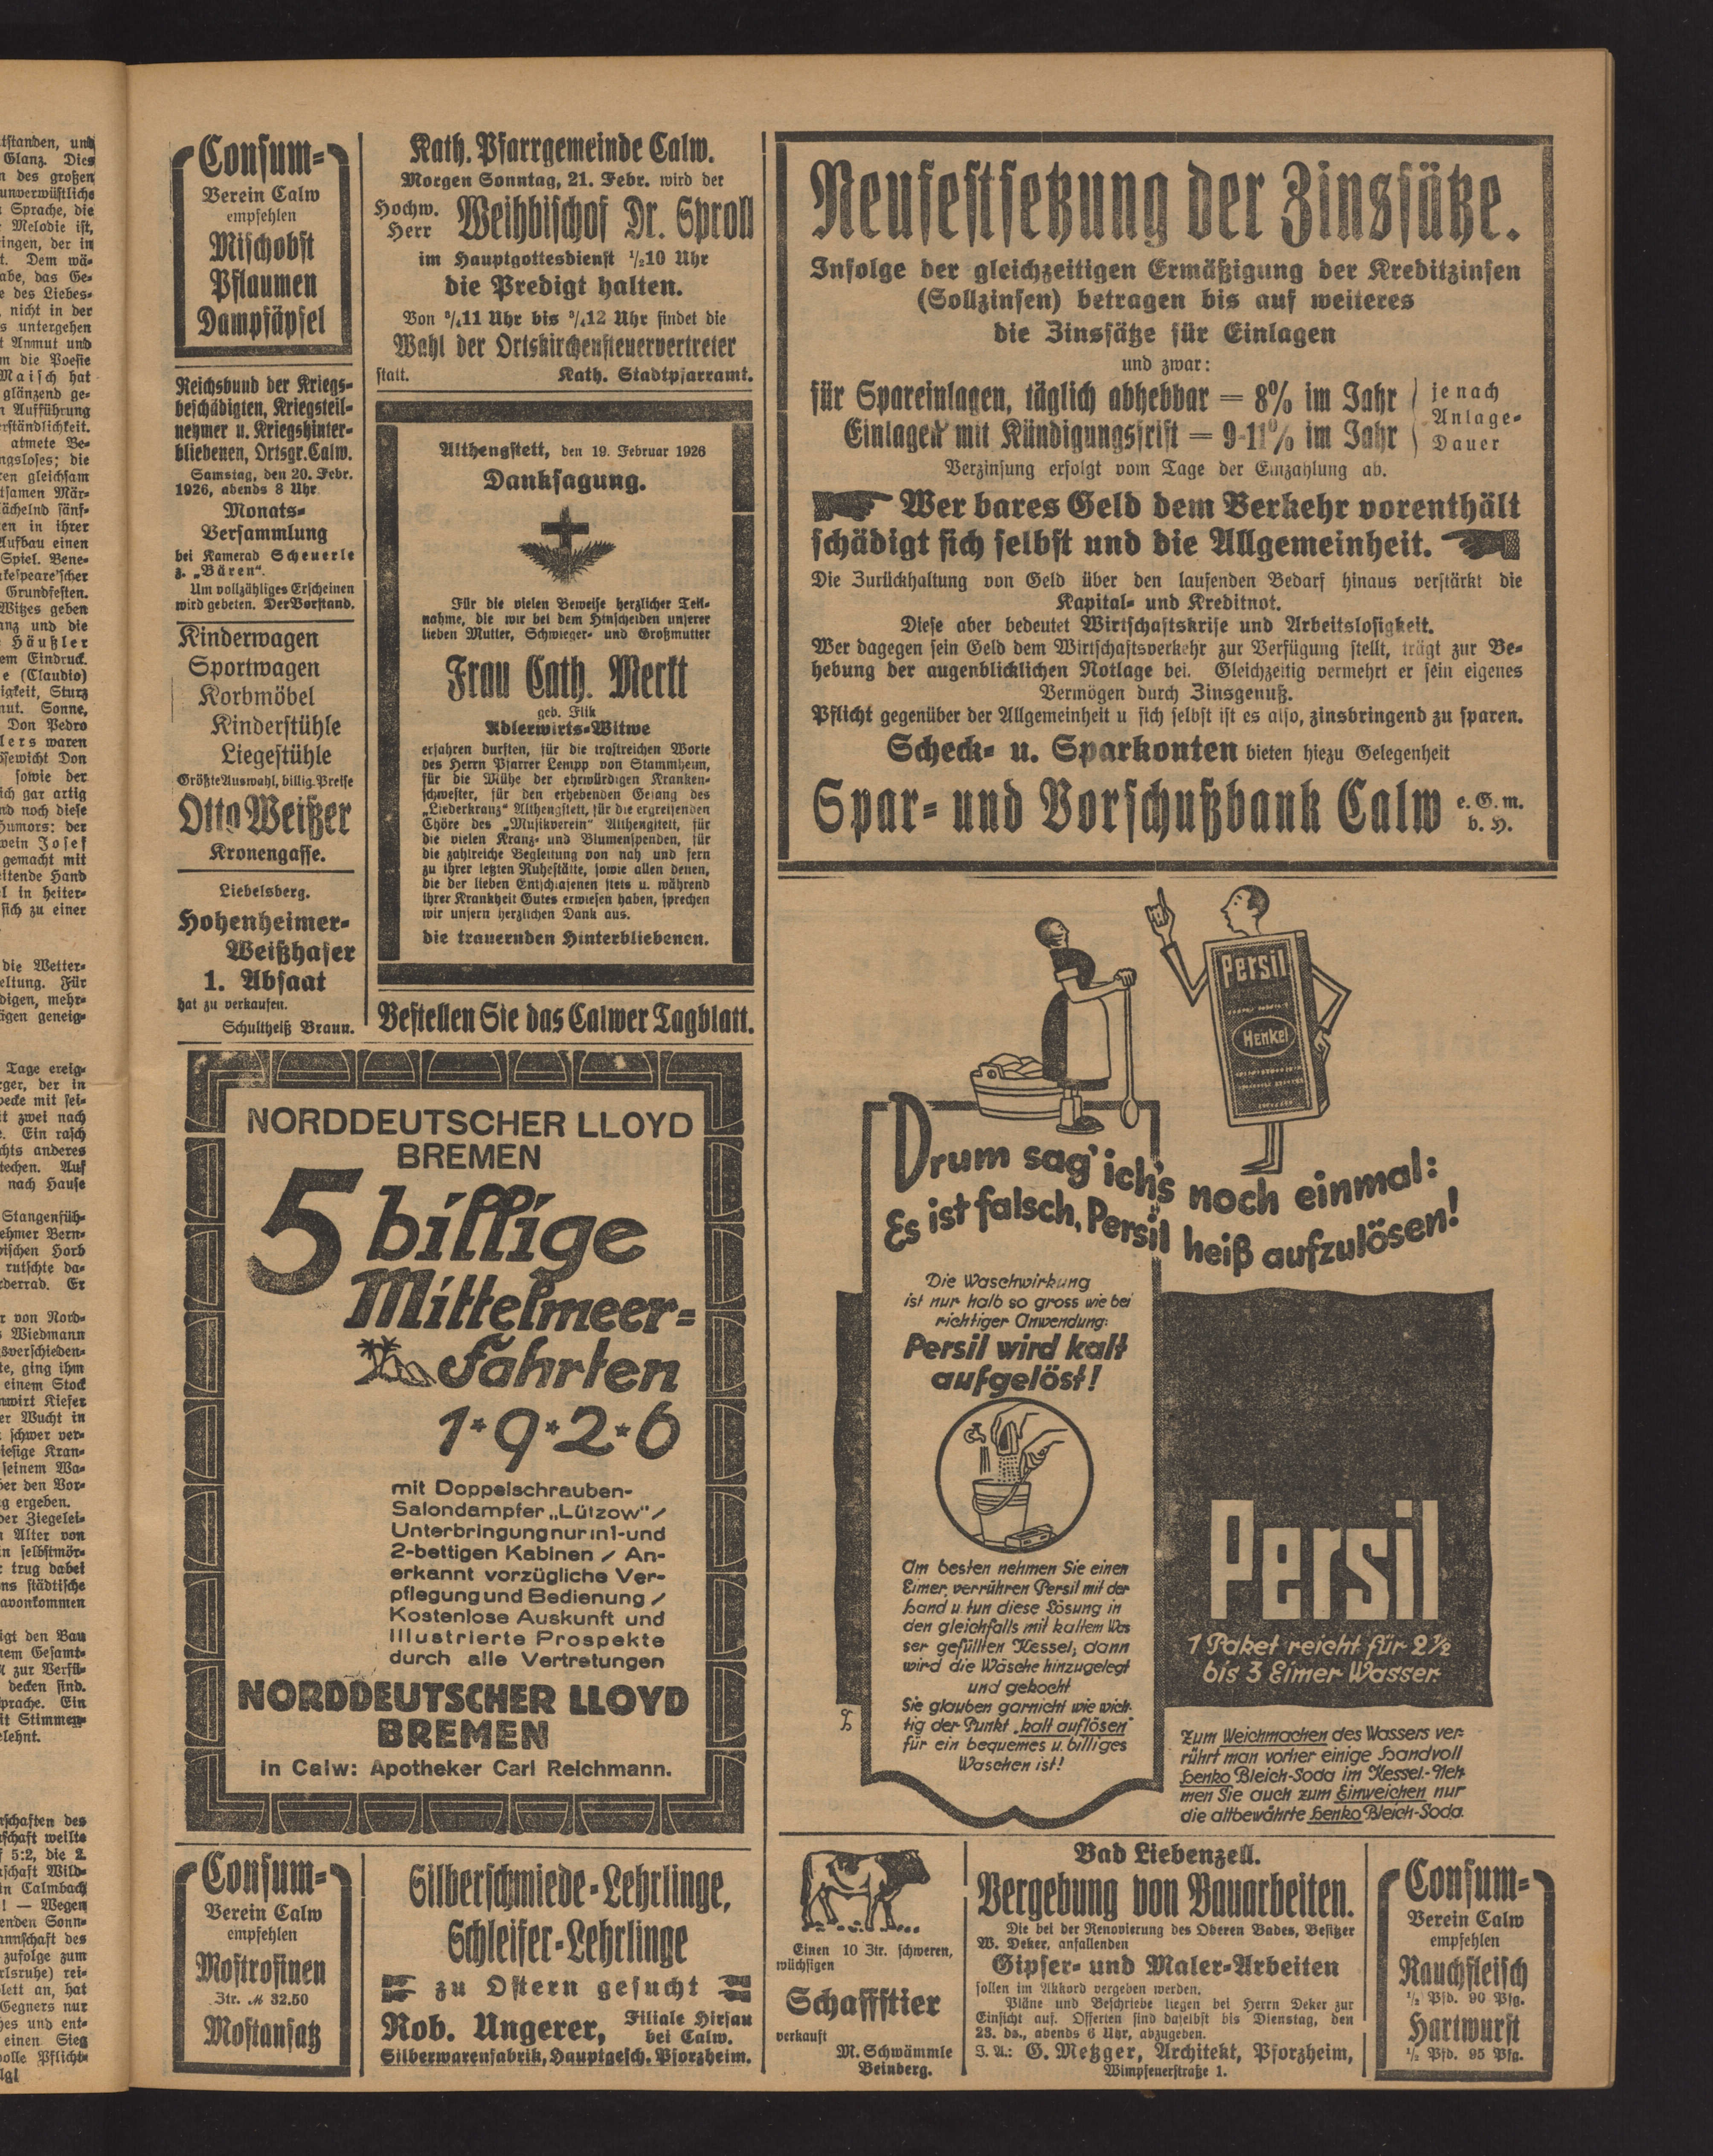 Consum-
Verein Calw
empfehlen
Mischobst
Pflaumen
Dampfäpfel
Reichsbund der Kriegs-
beschädigten, Kriegsteil-
nehmer u. Kriegshinter-
bliebenen, Ortsgr. Calw.
Samstag, den 20. Febr.
1926, abends 8 Uhr
Monats-
Versammlung
bei Kamerad Scheuerle
z. „Bären“.
Um vollzähliges Erscheinen
wird gebeten. Der Vorstand.
Kinderwagen
Sportwagen
Korbmöbel
Kinderstühle
Liegestühle
Größte Auswahl, billig. Preise
Otto Weißer
Kronengasse.
Liebelsberg.
Hohenheimer-
Weißhafer
1. Absaat
hat zu verkaufen.
Schultheiß Braun.
Kath. Pfarrgemeinde Calw.
Morgen Sonntag, 21. Febr. wird der
Hochw.
Herr Weihbischof Dr. Sproll
im Hauptgottesdienst ½10 Uhr
die Predigt halten.
Von ¾11 Uhr bis ¾12 Uhr findet die
Wahl der Ortskirchensteuervertreter
statt. Kath. Stadtpfarramt.
Althengstett, den 19. Februar 1926
Danksagung.
Für die vielen Beweise herzlicher Teil-
nahme, die wir bei dem Hinscheiden unserer
lieben Mutter, Schwieger- und Großmutter
Frau Cath. Merkt
geb. Flik
Adlerwirts-Witwe
erfahren durften, für die trostreichen Worte
des Herrn Pfarrer Lempp von Stammheim,
für die Mühe der ehrwürdigen Kranken-
schwester, für den erhebenden Gesang des
„Liederkranz“ Althengstett, für die ergreifenden
Chöre des „Musikverein“ Althengstett, für
die vielen Kranz- und Blumenspenden, für
die zahlreiche Begleitung von nah und fern
zu ihrer letzten Ruhestätte, sowie allen denen,
die der lieben Entschlafenen stets u. während
ihrer Krankheit Gutes erwiesen haben, sprechen
wir unsern herzlichen Dank aus.
die trauernden Hinterbliebenen.
Bestellen Sie das Calwer Tagblatt.
NORDDEUTSCHER LLOYD
BREMEN
5 billige
Mittelmeer-
fahrten
1*9*2*6
mit Doppelschrauben-
Salondampfer „Lützow“ /
Unterbringung nur in 1- und
2-bettigen Kabinen / An-
erkannt vorzügliche Ver-
pflegung und Bedienung /
Kostenlose Auskunft und
Illustrierte Prospekte
durch alle Vertretungen
NORDDEUTSCHER LLOYD
BREMEN
in Calw: Apotheker Carl Reichmann.
Neufestsetzung der Zinssätze.
Infolge der gleichzeitigen Ermäßigung der Kreditzinsen
(Sollzinsen) betragen bis auf weiteres
die Zinssätze für Einlagen
und zwar:
für Spareinlagen, täglich abhebbar = 8% im Jahr
Einlagen mit Kündigungsfrist = 9-11% im Jahr
je nach
Anlage-
Dauer
Verzinsung erfolgt vom Tage der Einzahlung ab.
Wer bares Geld dem Verkehr vorenthält
schädigt sich selbst und die Allgemeinheit.
Die Zurückhaltung von Geld über den laufenden Bedarf hinaus verstärkt die
Kapital- und Kreditnot.
Diese aber bedeutet Wirtschaftskrise und Arbeitslosigkeit.
Wer dagegen sein Geld dem Wirtschaftsverkehr zur Verfügung stellt, trägt zur Be-
hebung der augenblicklichen Notlage bei. Gleichzeitig vermehrt er sein eigenes
Vermögen durch Zinsgenuß.
Pflicht gegenüber der Allgemeinheit u sich selbst ist es also, zinsbringend zu sparen.
Scheck- u. Sparkonten bieten hiezu Gelegenheit
Spar- und Vorschußbank Calw e. G. m.
b. H.
Persil
Henkel
Drum sag' ich's noch einmal:
Es ist falsch, Persil heiß aufzulösen!
Die Waschwirkung
ist nur halb so gross wie bei
richtiger Anwendung:
Persil wird kalt
aufgelöst!
Am besten nehmen Sie einen
Eimer, verrühren Persil mit der
Hand u. tun diese Lösung in
den gleichfalls mit kaltem Was
ser gefüllten Kessel; dann
wird die Wäsche hinzugelegt
und gekocht
Sie glauben garnicht wie wich-
tig der Punkt „kalt auflösen“
für ein bequemes u. billiges
Waschen ist!
Persil
1 Paket reicht für 2½
bis 3 Eimer Wasser.
Zum Weichmachen des Wassers ver-
rührt man vorher einige Handvoll
Henko Bleich-Soda im Kessel.- Neh-
men Sie auch zum Einweichen nur
die altbewährte Henko Bleich-Soda.
Consum-
Verein Calw
empfehlen
Mostrosinen
Ztr. ℳ 32.50
Mostansatz
Silberschmiede-Lehrlinge,
Schleifer-Lehrlinge
zu Ostern gesucht
Rob. Ungerer, Filiale Hirsau
bei Calw.
Silberwarenfabrik, Hauptgesch. Pforzheim.
Einen 10 Ztr. schweren,
wüchsigen
Schaffstier
verkauft
M. Schwämmle
Beinberg.
Bad Liebenzell.
Vergebung von Bauarbeiten.
Die bei der Renovierung des Oberen Bades, Besitzer
W. Deker, anfallenden
Gipser- und Maler-Arbeiten
sollen im Akkord vergeben werden.
Pläne und Beschriebe liegen bei Herrn Deker zur
Einsicht auf. Offerten sind daselbst bis Dienstag, den
23. ds., abends 6 Uhr, abzugeben.
J. A.: G. Metzger, Architekt, Pforzheim,
Wimpfenerstraße 1.
Consum-
Verein Calw
empfehlen
Rauchfleisch
½ Pfd. 90 Pfg.
Hartwurst
½ Pfd. 95 Pfg.